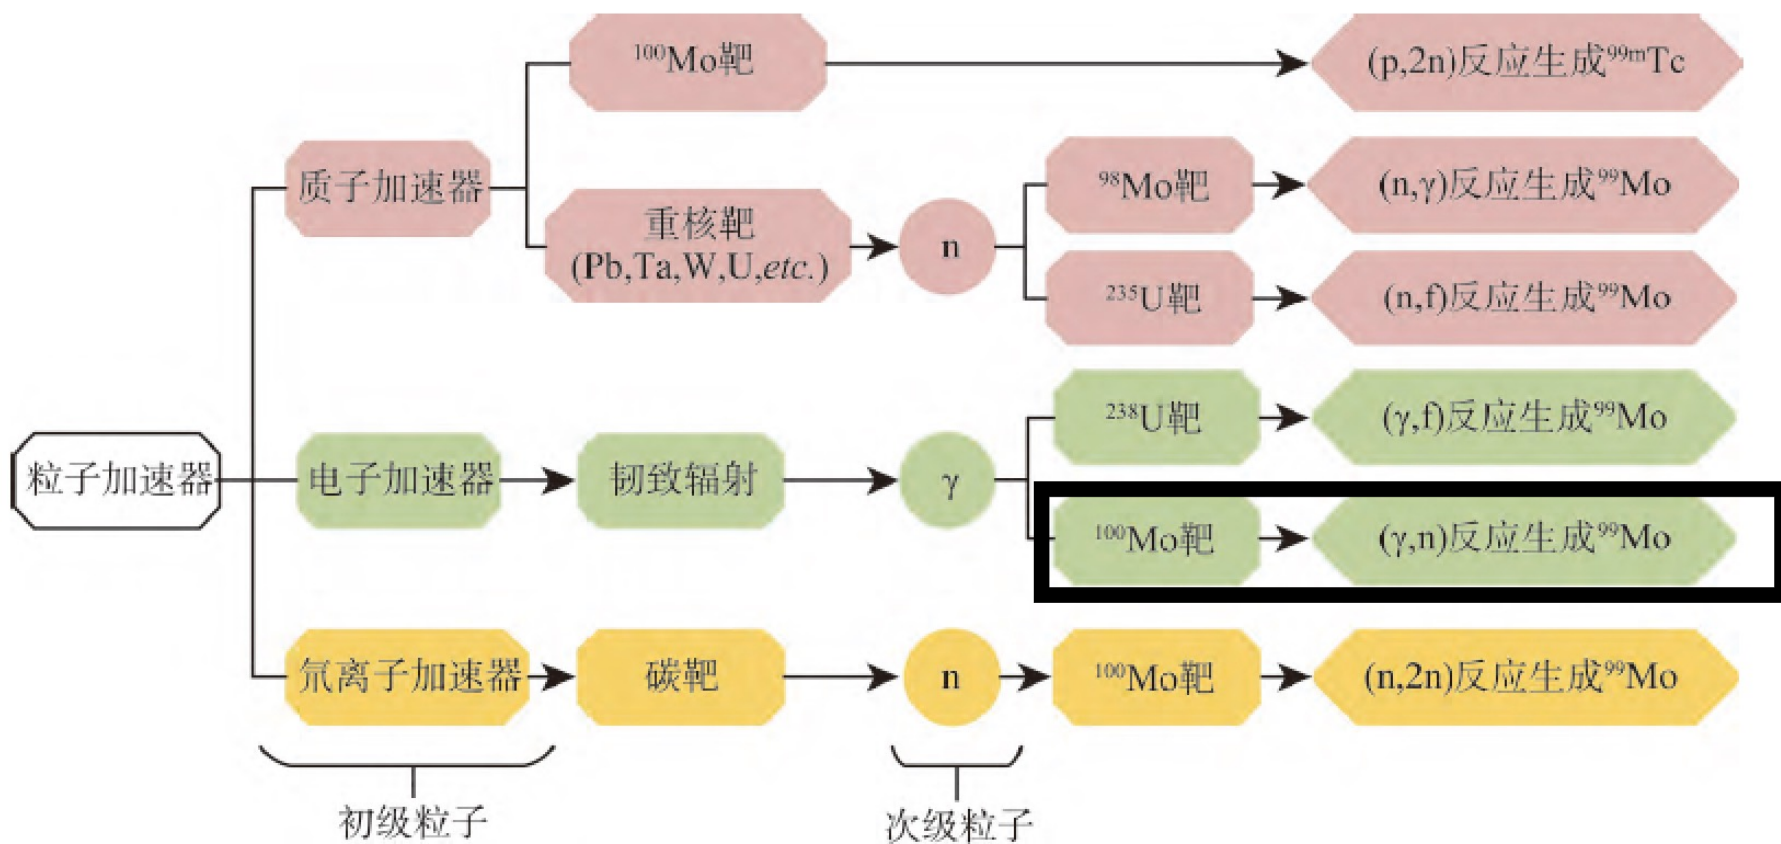 ¹⁰⁰Mo靶
(p,2n)反应生成⁹⁹ᵐTc
质子加速器
重核靶
(Pb,Ta,W,U,etc.)
n
⁹⁸Mo靶
(n,γ)反应生成⁹⁹Mo
²³⁵U靶
(n,f)反应生成⁹⁹Mo
粒子加速器
电子加速器
韧致辐射
γ
²³⁸U靶
(γ,f)反应生成⁹⁹Mo
¹⁰⁰Mo靶
(γ,n)反应生成⁹⁹Mo
氘离子加速器
碳靶
n
¹⁰⁰Mo靶
(n,2n)反应生成⁹⁹Mo
初级粒子
次级粒子